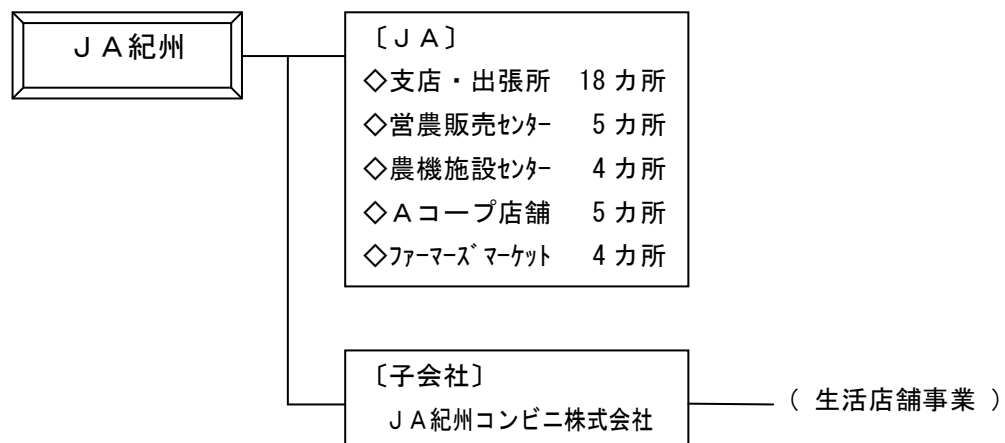 ＪＡ紀州
〔ＪＡ〕
◇支店・出張所 18カ所
◇営農販売ｾﾝﾀｰ 5カ所
◇農機施設ｾﾝﾀｰ 4カ所
◇Ａコープ店舗 5カ所
◇ﾌｧｰﾏｰｽﾞﾏｰｹｯﾄ 4カ所
〔子会社〕
ＪＡ紀州コンビニ株式会社
（ 生活店舗事業 ）